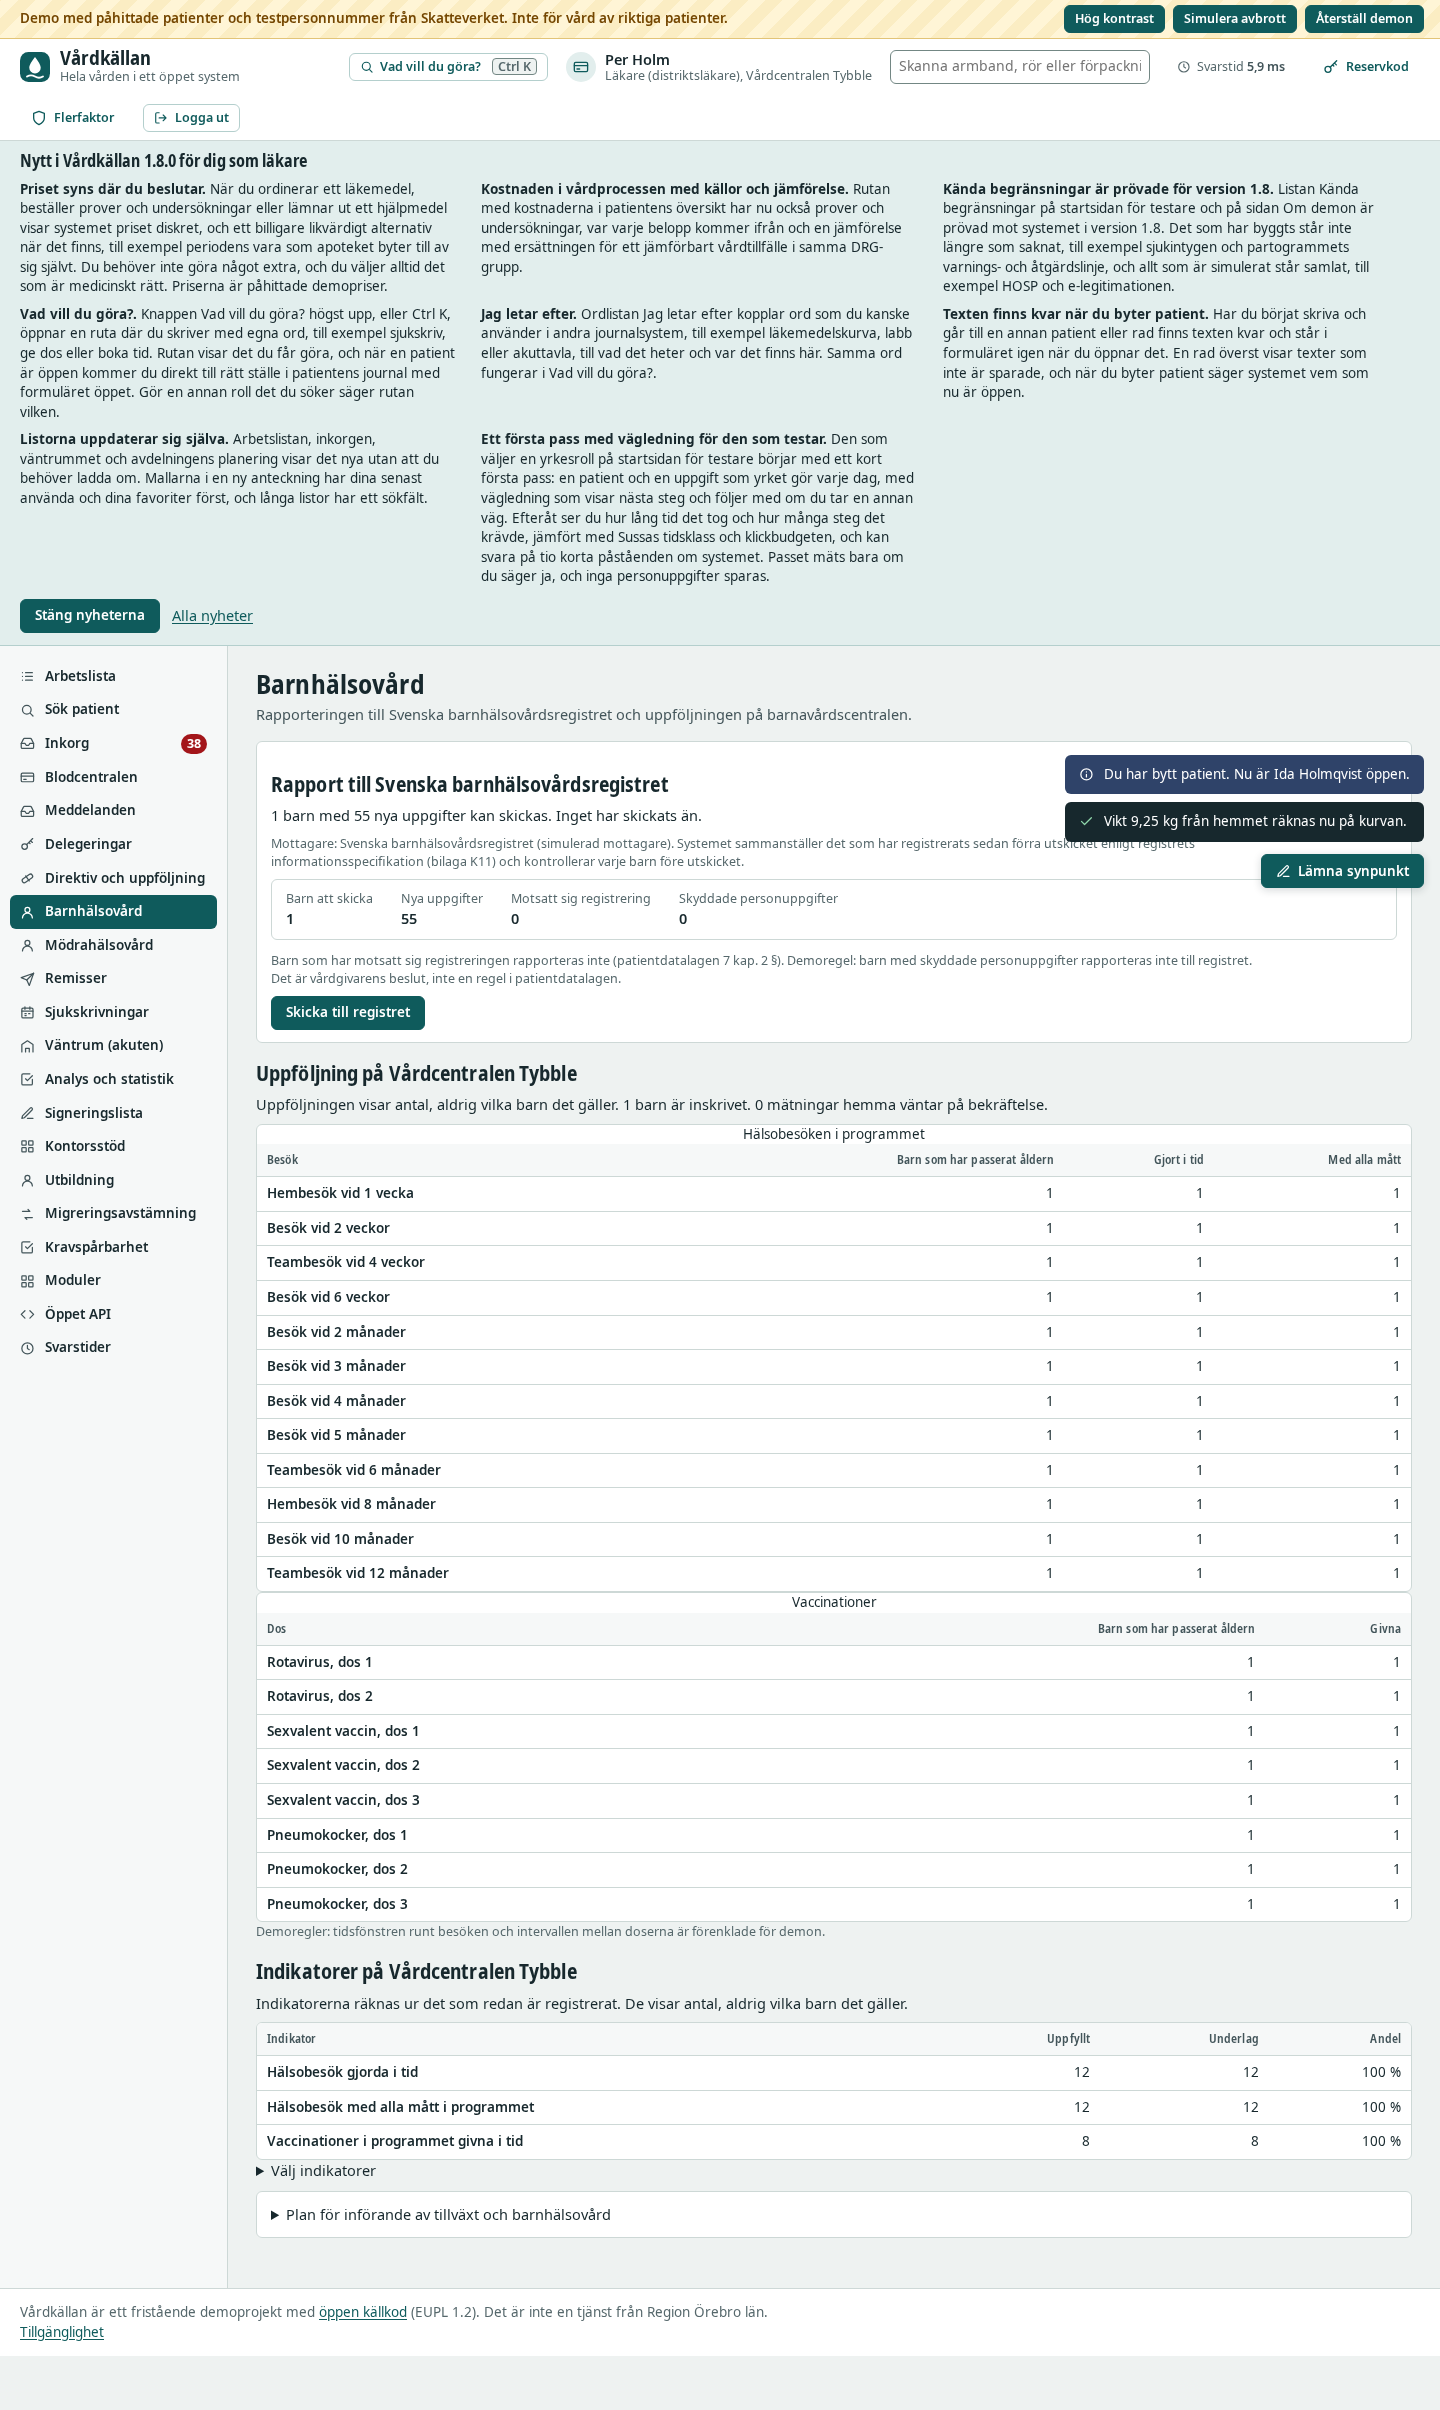 Demo med påhittade patienter och testpersonnummer från Skatteverket. Inte för vård av riktiga patienter.
Hög kontrast
Simulera avbrott
Återställ demon
Vårdkällan
Hela vården i ett öppet system
Vad vill du göra? Ctrl K
Per Holm
Läkare (distriktsläkare), Vårdcentralen Tybble
Skanna armband, rör eller förpackni
Svarstid 5,9 ms
Reservkod
Flerfaktor
Logga ut
Nytt i Vårdkällan 1.8.0 för dig som läkare
Priset syns där du beslutar. När du ordinerar ett läkemedel,
beställer prover och undersökningar eller lämnar ut ett hjälpmedel
visar systemet priset diskret, och ett billigare likvärdigt alternativ
när det finns, till exempel periodens vara som apoteket byter till av
sig självt. Du behöver inte göra något extra, och du väljer alltid det
som är medicinskt rätt. Priserna är påhittade demopriser.
Kostnaden i vårdprocessen med källor och jämförelse. Rutan
med kostnaderna i patientens översikt har nu också prover och
undersökningar, var varje belopp kommer ifrån och en jämförelse
med ersättningen för ett jämförbart vårdtillfälle i samma DRG-
grupp.
Kända begränsningar är prövade för version 1.8. Listan Kända
begränsningar på startsidan för testare och på sidan Om demon är
prövad mot systemet i version 1.8. Det som har byggts står inte
längre som saknat, till exempel sjukintygen och partogrammets
varnings- och åtgärdslinje, och allt som är simulerat står samlat, till
exempel HOSP och e-legitimationen.
Vad vill du göra?. Knappen Vad vill du göra? högst upp, eller Ctrl K,
öppnar en ruta där du skriver med egna ord, till exempel sjukskriv,
ge dos eller boka tid. Rutan visar det du får göra, och när en patient
är öppen kommer du direkt till rätt ställe i patientens journal med
formuläret öppet. Gör en annan roll det du söker säger rutan
vilken.
Jag letar efter. Ordlistan Jag letar efter kopplar ord som du kanske
använder i andra journalsystem, till exempel läkemedelskurva, labb
eller akuttavla, till vad det heter och var det finns här. Samma ord
fungerar i Vad vill du göra?.
Texten finns kvar när du byter patient. Har du börjat skriva och
går till en annan patient eller rad finns texten kvar och står i
formuläret igen när du öppnar det. En rad överst visar texter som
inte är sparade, och när du byter patient säger systemet vem som
nu är öppen.
Listorna uppdaterar sig själva. Arbetslistan, inkorgen,
väntrummet och avdelningens planering visar det nya utan att du
behöver ladda om. Mallarna i en ny anteckning har dina senast
använda och dina favoriter först, och långa listor har ett sökfält.
Ett första pass med vägledning för den som testar. Den som
väljer en yrkesroll på startsidan för testare börjar med ett kort
första pass: en patient och en uppgift som yrket gör varje dag, med
vägledning som visar nästa steg och följer med om du tar en annan
väg. Efteråt ser du hur lång tid det tog och hur många steg det
krävde, jämfört med Sussas tidsklass och klickbudgeten, och kan
svara på tio korta påståenden om systemet. Passet mäts bara om
du säger ja, och inga personuppgifter sparas.
Stäng nyheterna
Alla nyheter
Arbetslista
Sök patient
Inkorg 38
Blodcentralen
Meddelanden
Delegeringar
Direktiv och uppföljning
Barnhälsovård
Mödrahälsovård
Remisser
Sjukskrivningar
Väntrum (akuten)
Analys och statistik
Signeringslista
Kontorsstöd
Utbildning
Migreringsavstämning
Kravspårbarhet
Moduler
Öppet API
Svarstider
Barnhälsovård
Rapporteringen till Svenska barnhälsovårdsregistret och uppföljningen på barnavårdscentralen.
Du har bytt patient. Nu är Ida Holmqvist öppen.
Vikt 9,25 kg från hemmet räknas nu på kurvan.
Lämna synpunkt
Rapport till Svenska barnhälsovårdsregistret
1 barn med 55 nya uppgifter kan skickas. Inget har skickats än.
Mottagare: Svenska barnhälsovårdsregistret (simulerad mottagare). Systemet sammanställer det som har registrerats sedan förra utskicket enligt registrets
informationsspecifikation (bilaga K11) och kontrollerar varje barn före utskicket.
Barn att skicka Nya uppgifter Motsatt sig registrering Skyddade personuppgifter
1 55 0 0
Barn som har motsatt sig registreringen rapporteras inte (patientdatalagen 7 kap. 2 §). Demoregel: barn med skyddade personuppgifter rapporteras inte till registret.
Det är vårdgivarens beslut, inte en regel i patientdatalagen.
Skicka till registret
Uppföljning på Vårdcentralen Tybble
Uppföljningen visar antal, aldrig vilka barn det gäller. 1 barn är inskrivet. 0 mätningar hemma väntar på bekräftelse.
Hälsobesöken i programmet
Besök Barn som har passerat åldern Gjort i tid Med alla mått
Hembesök vid 1 vecka 1 1 1
Besök vid 2 veckor 1 1 1
Teambesök vid 4 veckor 1 1 1
Besök vid 6 veckor 1 1 1
Besök vid 2 månader 1 1 1
Besök vid 3 månader 1 1 1
Besök vid 4 månader 1 1 1
Besök vid 5 månader 1 1 1
Teambesök vid 6 månader 1 1 1
Hembesök vid 8 månader 1 1 1
Besök vid 10 månader 1 1 1
Teambesök vid 12 månader 1 1 1
Vaccinationer
Dos Barn som har passerat åldern Givna
Rotavirus, dos 1 1 1
Rotavirus, dos 2 1 1
Sexvalent vaccin, dos 1 1 1
Sexvalent vaccin, dos 2 1 1
Sexvalent vaccin, dos 3 1 1
Pneumokocker, dos 1 1 1
Pneumokocker, dos 2 1 1
Pneumokocker, dos 3 1 1
Demoregler: tidsfönstren runt besöken och intervallen mellan doserna är förenklade för demon.
Indikatorer på Vårdcentralen Tybble
Indikatorerna räknas ur det som redan är registrerat. De visar antal, aldrig vilka barn det gäller.
Indikator Uppfyllt Underlag Andel
Hälsobesök gjorda i tid 12 12 100 %
Hälsobesök med alla mått i programmet 12 12 100 %
Vaccinationer i programmet givna i tid 8 8 100 %
Välj indikatorer
Plan för införande av tillväxt och barnhälsovård
Vårdkällan är ett fristående demoprojekt med öppen källkod (EUPL 1.2). Det är inte en tjänst från Region Örebro län.
Tillgänglighet